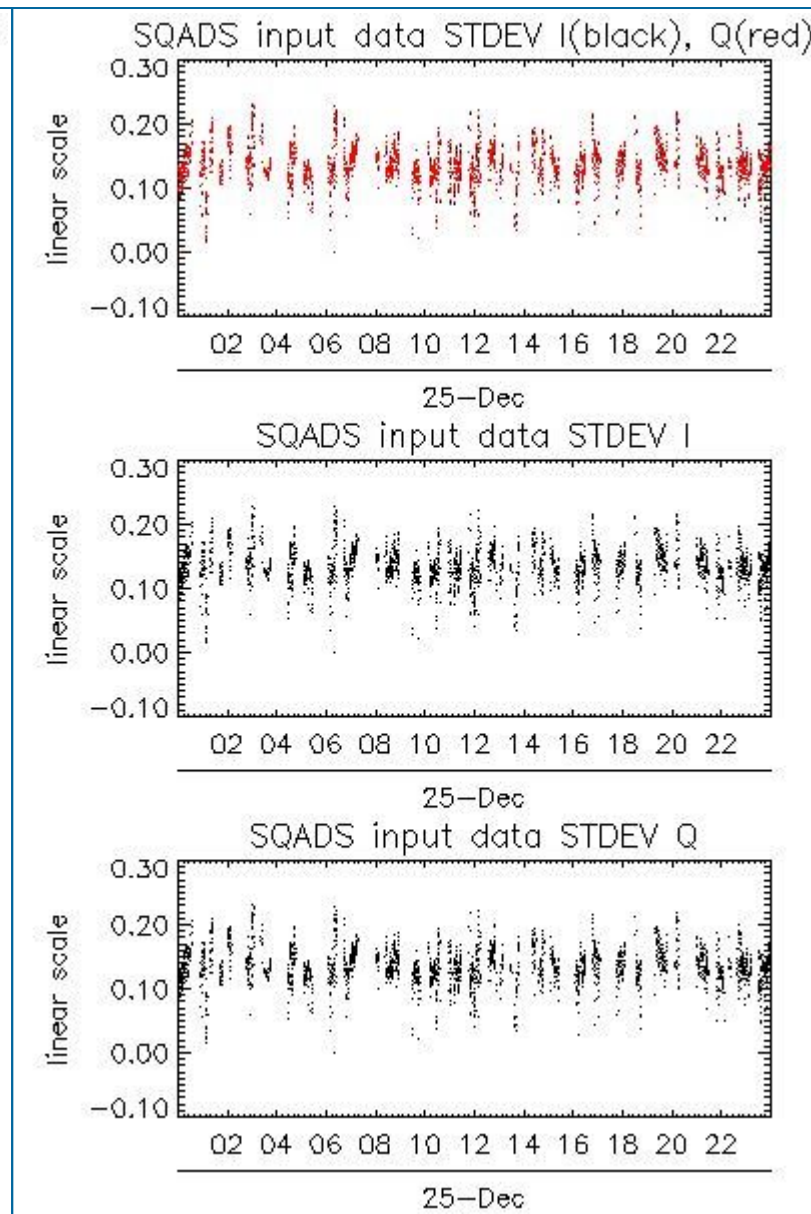 SQADS input data STDEV I(black), Q(red)
0.30
0.20
0.10
0.00
-0.10
linear scale
02 04 06 08 10 12 14 16 18 20 22
25-Dec
SQADS input data STDEV I
0.30
0.20
0.10
0.00
-0.10
linear scale
02 04 06 08 10 12 14 16 18 20 22
25-Dec
SQADS input data STDEV Q
0.30
0.20
0.10
0.00
-0.10
linear scale
02 04 06 08 10 12 14 16 18 20 22
25-Dec